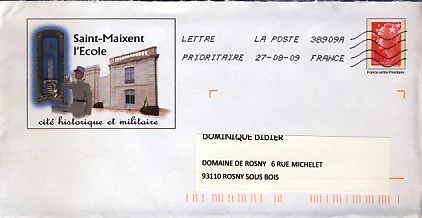 Saint-Maixent
l'Ecole
cité historique et militaire
LETTRE LA POSTE 38909A
PRIORITAIRE 27-08-09 FRANCE
France Lettre Prioritaire
DOMINIQUE DIDIER
DOMAINE DE ROSNY 6 RUE MICHELET
93110 ROSNY SOUS BOIS